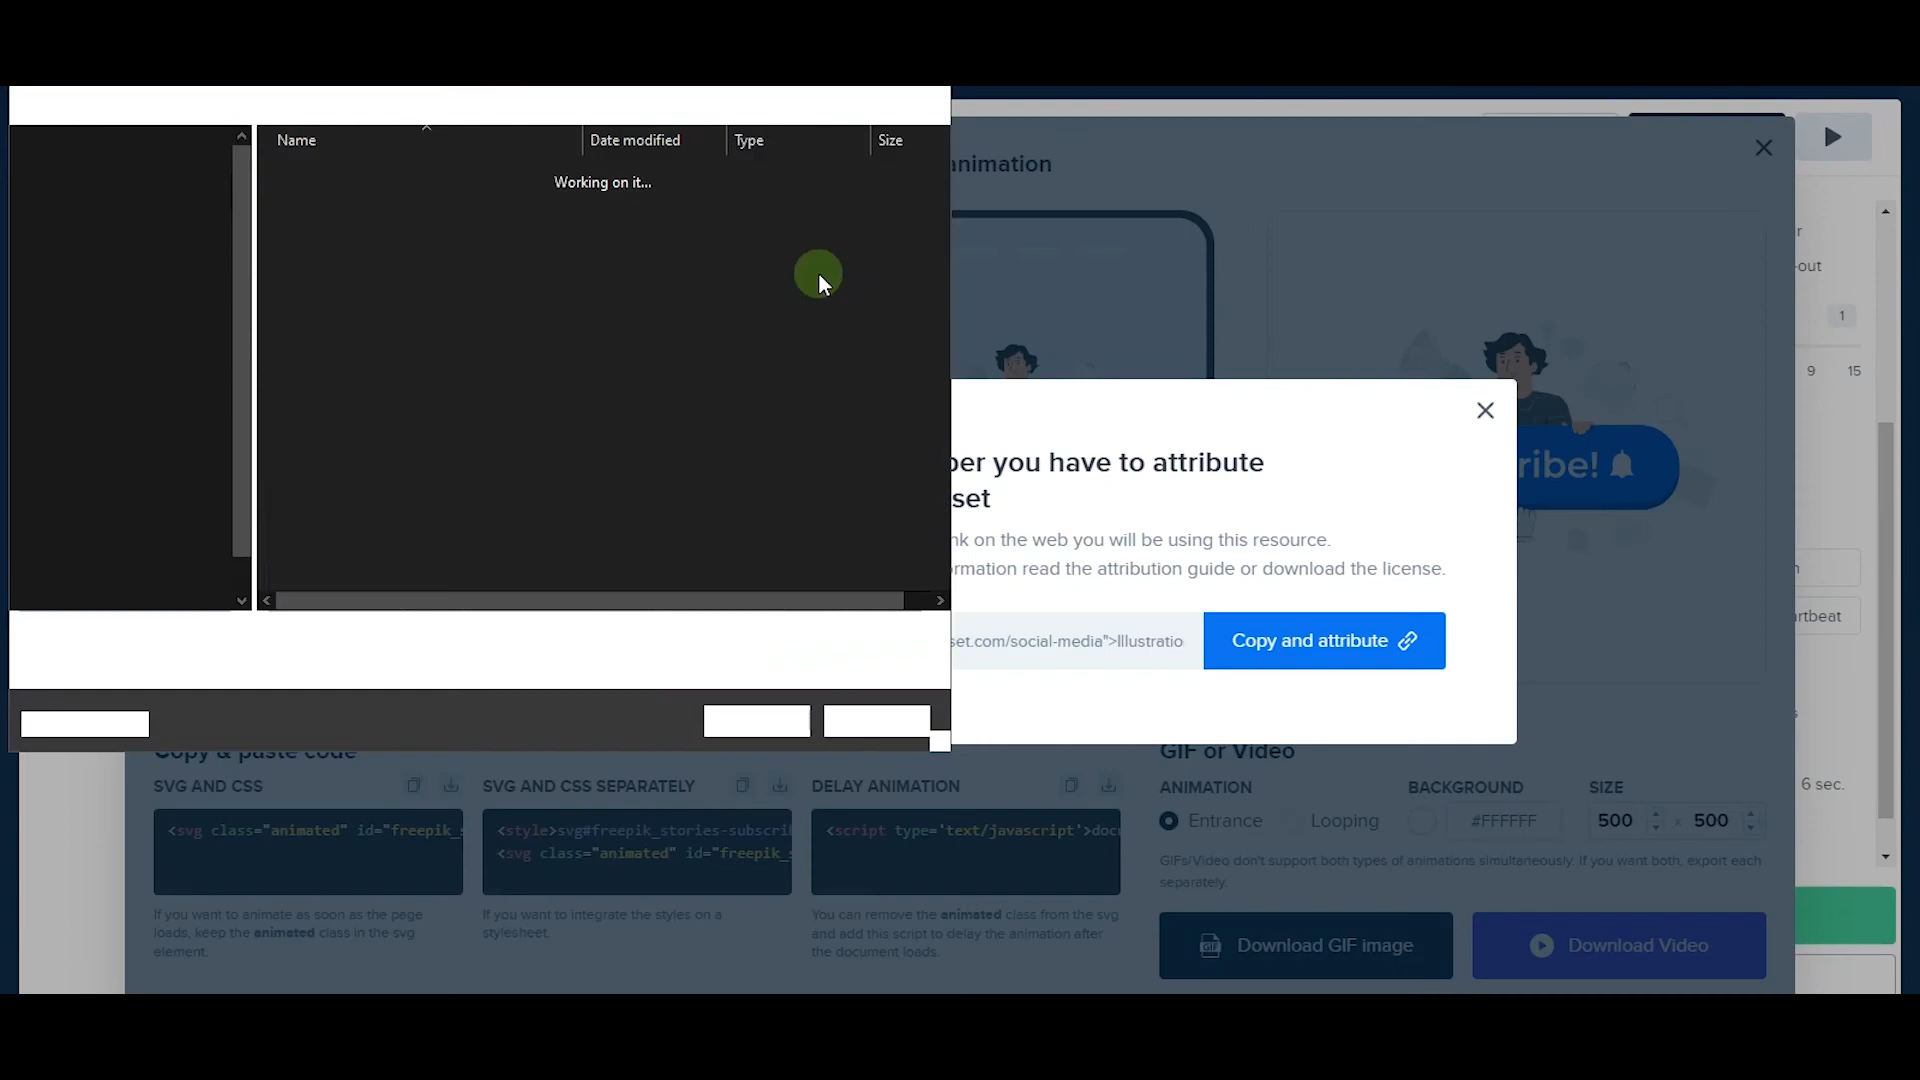 Name
Date modified
Type
Size
Working on it...
animation
-out
1
9
15
you have to attribute
set
on the web you will be using this resource.
read the attribution guide or download the license.
set.com/social-media">Illustratio
Copy and attribute
ribe!
rtbeat
6 sec.
Copy & paste code
SVG AND CSS
<svg class="animated" id="freepik_s
If you want to animate as soon as the page
loads, keep the animated class in the svg
element.
SVG AND CSS SEPARATELY
<style>svg#freepik_stories-subscri
<svg class="animated" id="freepik_s
If you want to integrate the styles on a
stylesheet.
DELAY ANIMATION
<script type='text/javascript'>docu
You can remove the animated class from the svg
and add this script to delay the animation after
the document loads.
GIF or Video
ANIMATION
Entrance
Looping
BACKGROUND
#FFFFFF
SIZE
500 x 500
GIFs/Video don't support both types of animations simultaneously. If you want both, export each
separately.
GIF
Download GIF image
Download Video